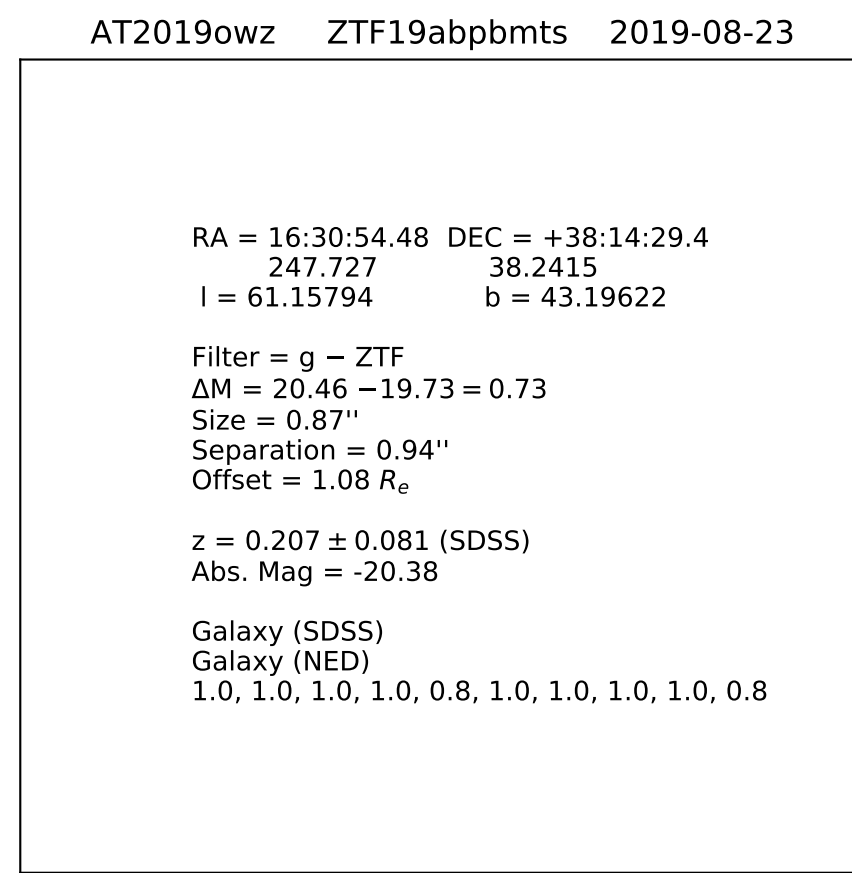 AT2019owz ZTF19abpbmts 2019-08-23
RA = 16:30:54.48 DEC = +38:14:29.4
247.727 38.2415
l = 61.15794 b = 43.19622
Filter = g − ZTF
ΔM = 20.46 −19.73 = 0.73
Size = 0.87''
Separation = 0.94''
Offset = 1.08 Rₑ
z = 0.207 ± 0.081 (SDSS)
Abs. Mag = -20.38
Galaxy (SDSS)
Galaxy (NED)
1.0, 1.0, 1.0, 1.0, 0.8, 1.0, 1.0, 1.0, 1.0, 0.8